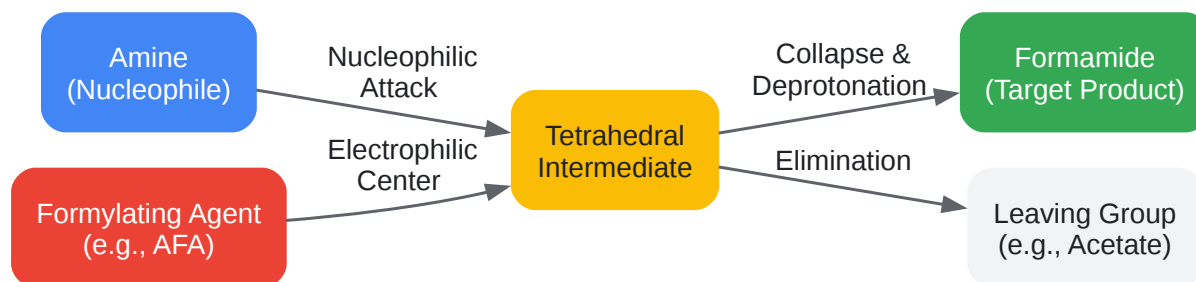 Amine
(Nucleophile)
Nucleophilic
Attack
Formylating Agent
(e.g., AFA)
Electrophilic
Center
Tetrahedral
Intermediate
Collapse &
Deprotonation
Formamide
(Target Product)
Elimination
Leaving Group
(e.g., Acetate)